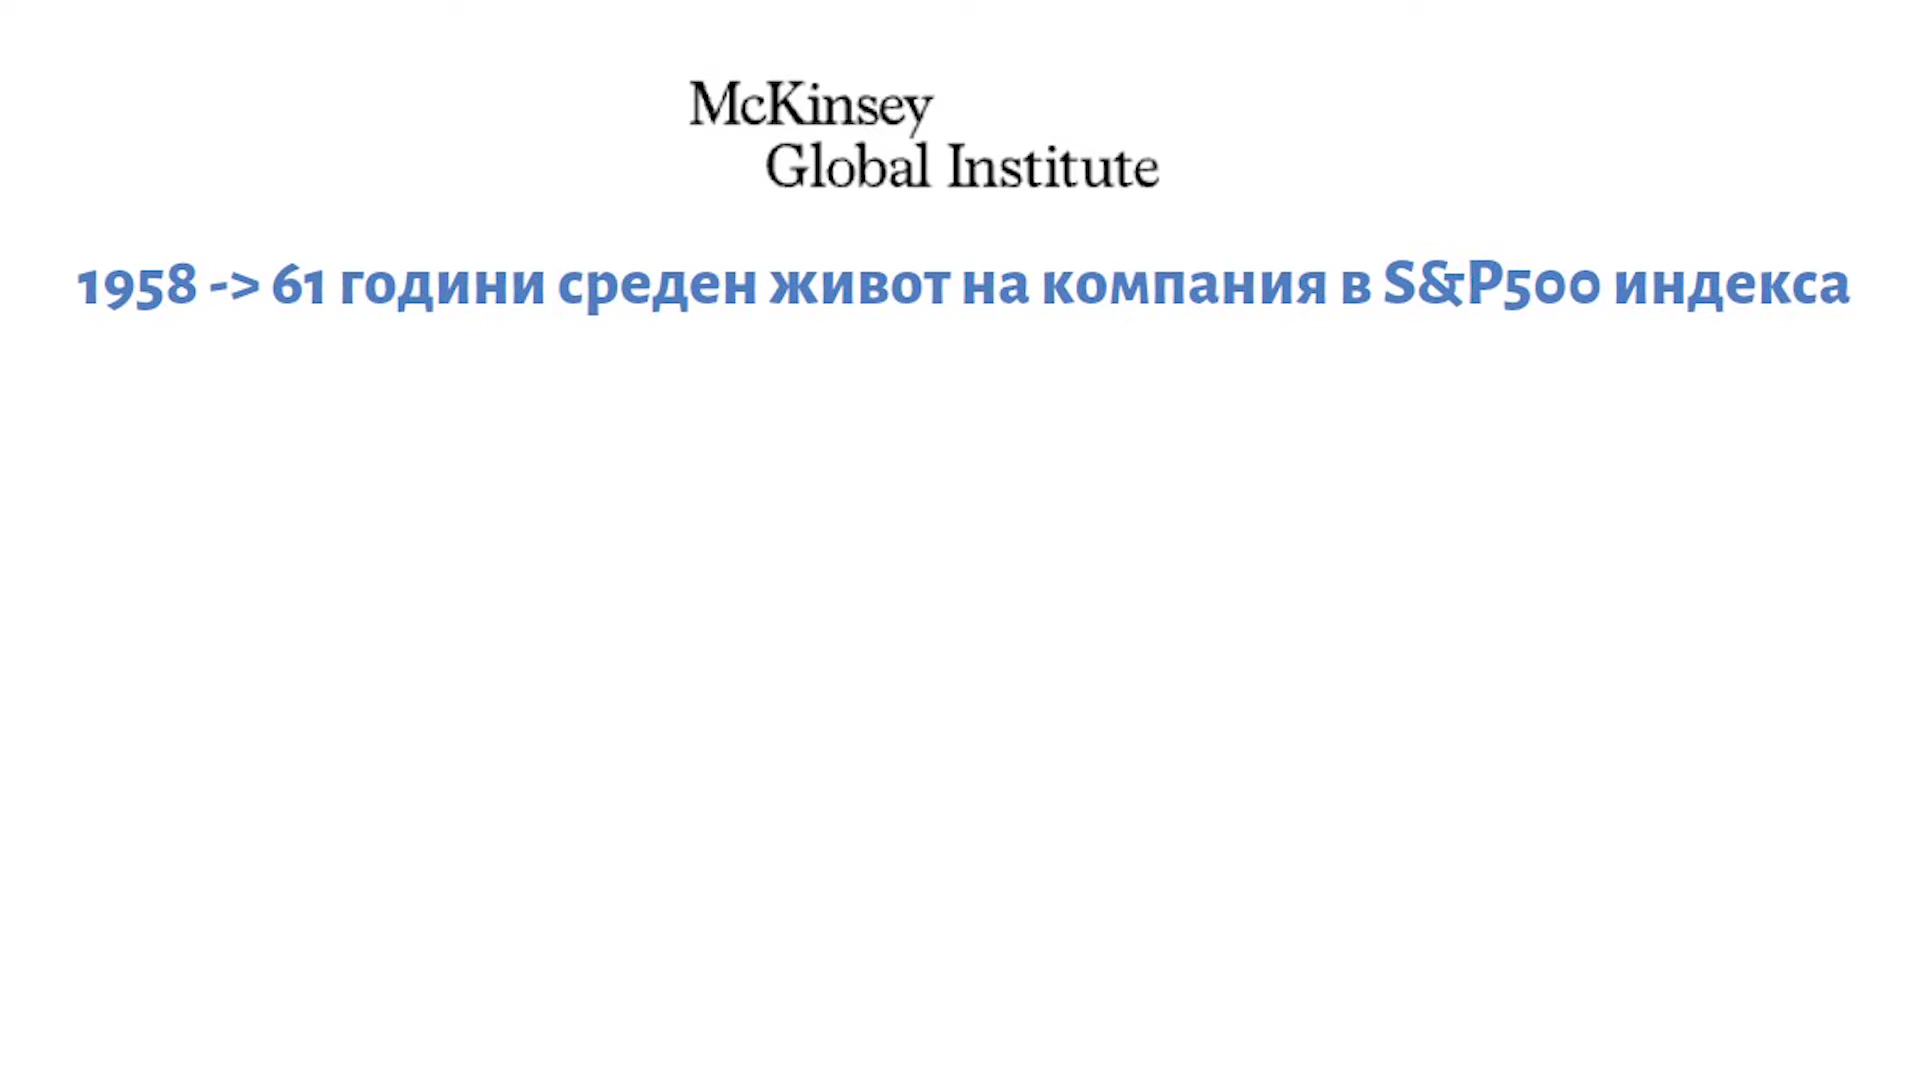 McKinsey
Global Institute
1958 -> 61 години среден живот на компания в S&P500 индекса